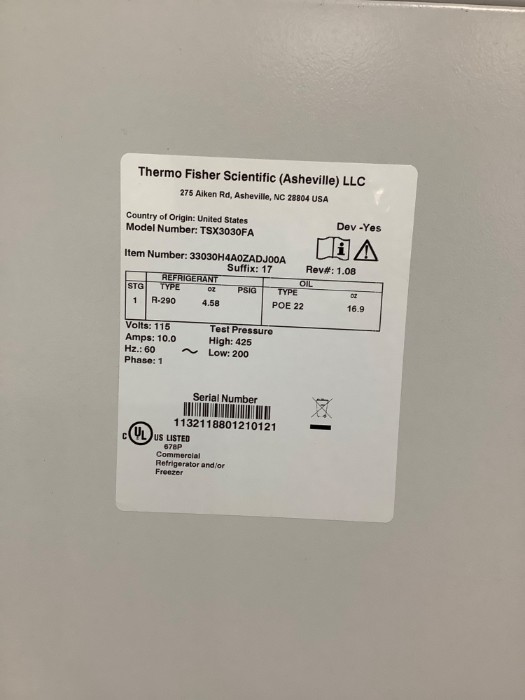 Thermo Fisher Scientific (Asheville) LLC
275 Aiken Rd, Asheville, NC 28804 USA
Country of Origin: United States
Model Number: TSX3030FA
Dev -Yes
Item Number: 33030H4A0ZADJ00A
Suffix: 17
Rev#: 1.08
REFRIGERANT OIL
STG TYPE oz PSIG TYPE oz
1 R-290 4.58 POE 22 16.9
Volts: 115 Test Pressure
Amps: 10.0 High: 425
Hz.: 60 ~ Low: 200
Phase: 1
Serial Number
1132118801210121
C UL US LISTED
678P
Commercial
Refrigerator and/or
Freezer